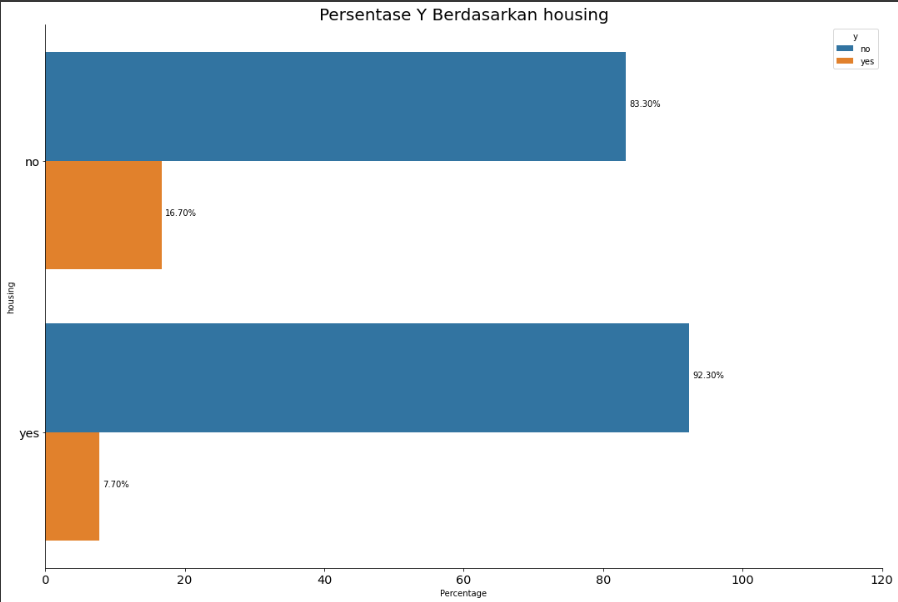 Persentase Y Berdasarkan housing
y
no
yes
83.30%
no
16.70%
housing
92.30%
yes
7.70%
0 20 40 60 80 100 120
Percentage